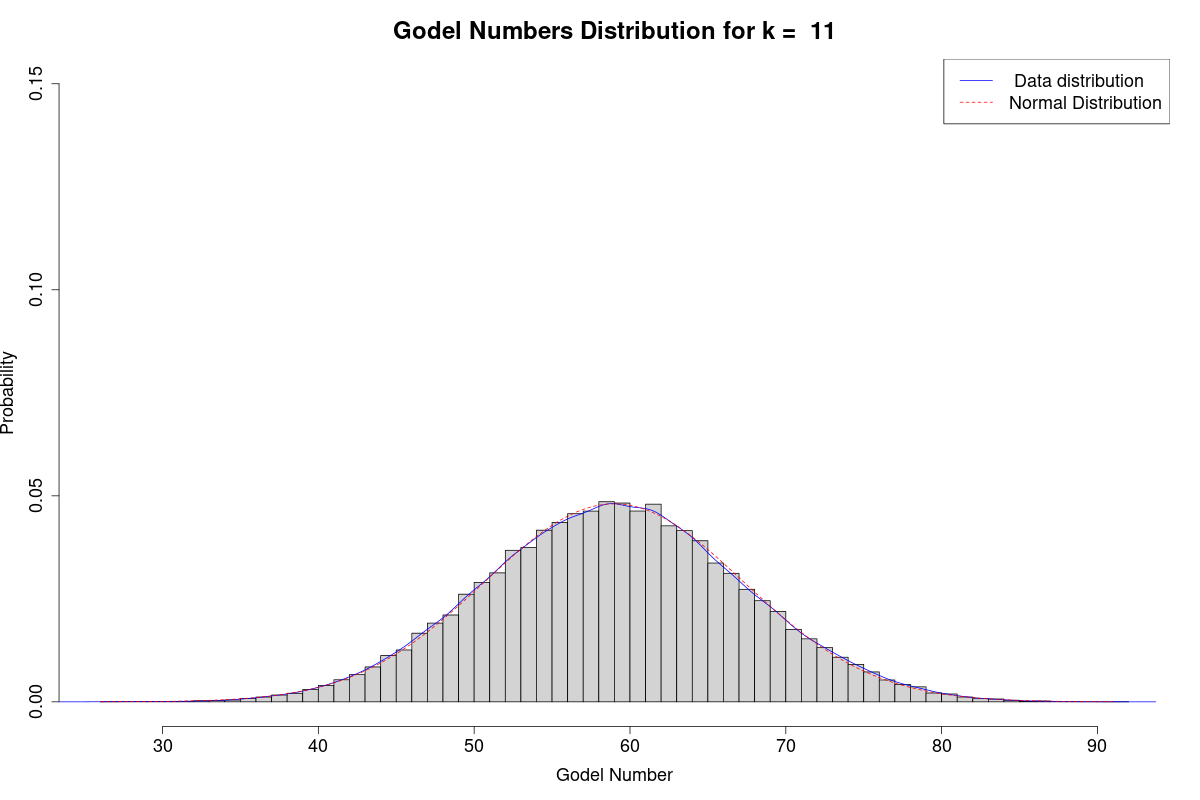 Godel Numbers Distribution for k = 11
Data distribution
Normal Distribution
0.15
0.10
0.05
0.00
Probability
30 40 50 60 70 80 90
Godel Number